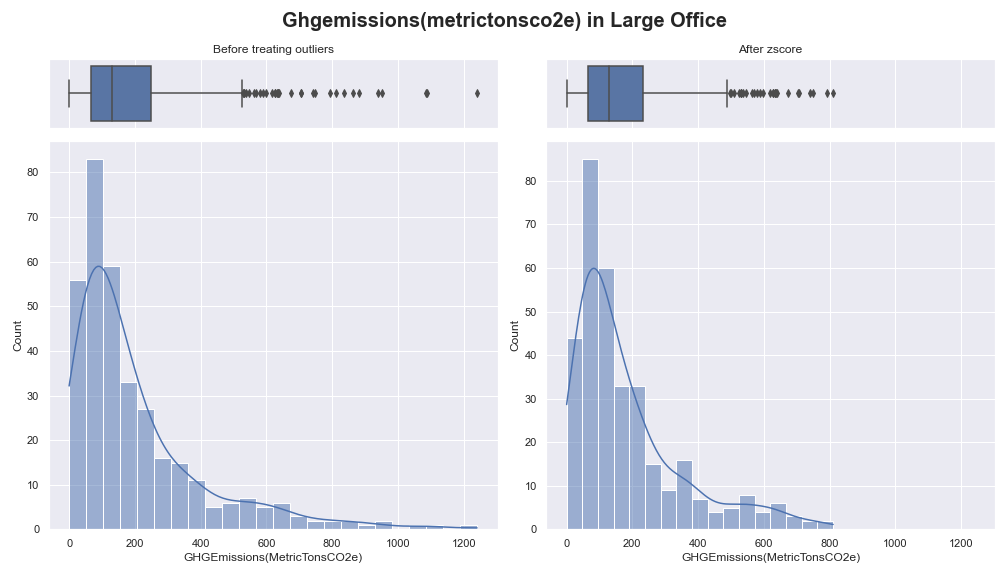 Ghgemissions(metrictonsco2e) in Large Office
Before treating outliers
After zscore
80
70
60
50
40
30
20
10
0
Count
0 200 400 600 800 1000 1200
GHGEmissions(MetricTonsCO2e)
80
70
60
50
40
30
20
10
0
Count
0 200 400 600 800 1000 1200
GHGEmissions(MetricTonsCO2e)